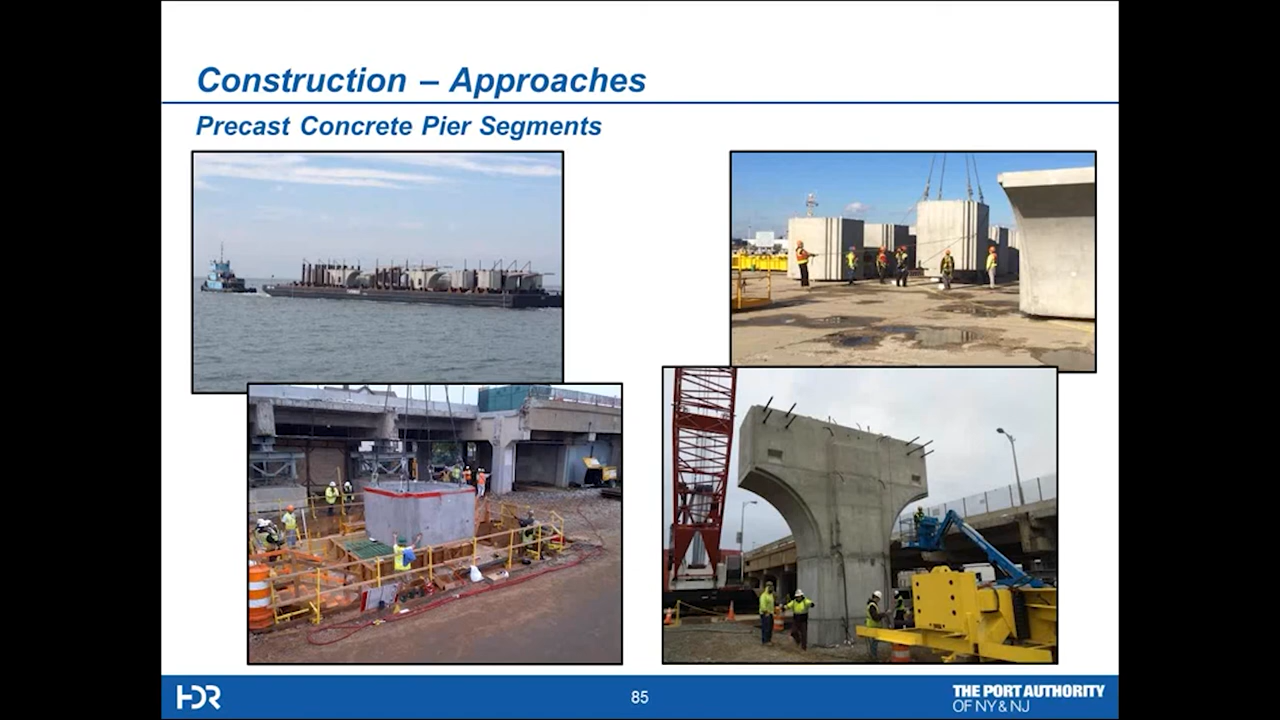 Construction – Approaches
Precast Concrete Pier Segments
HDR
85
THE PORT AUTHORITY
OF NY & NJ